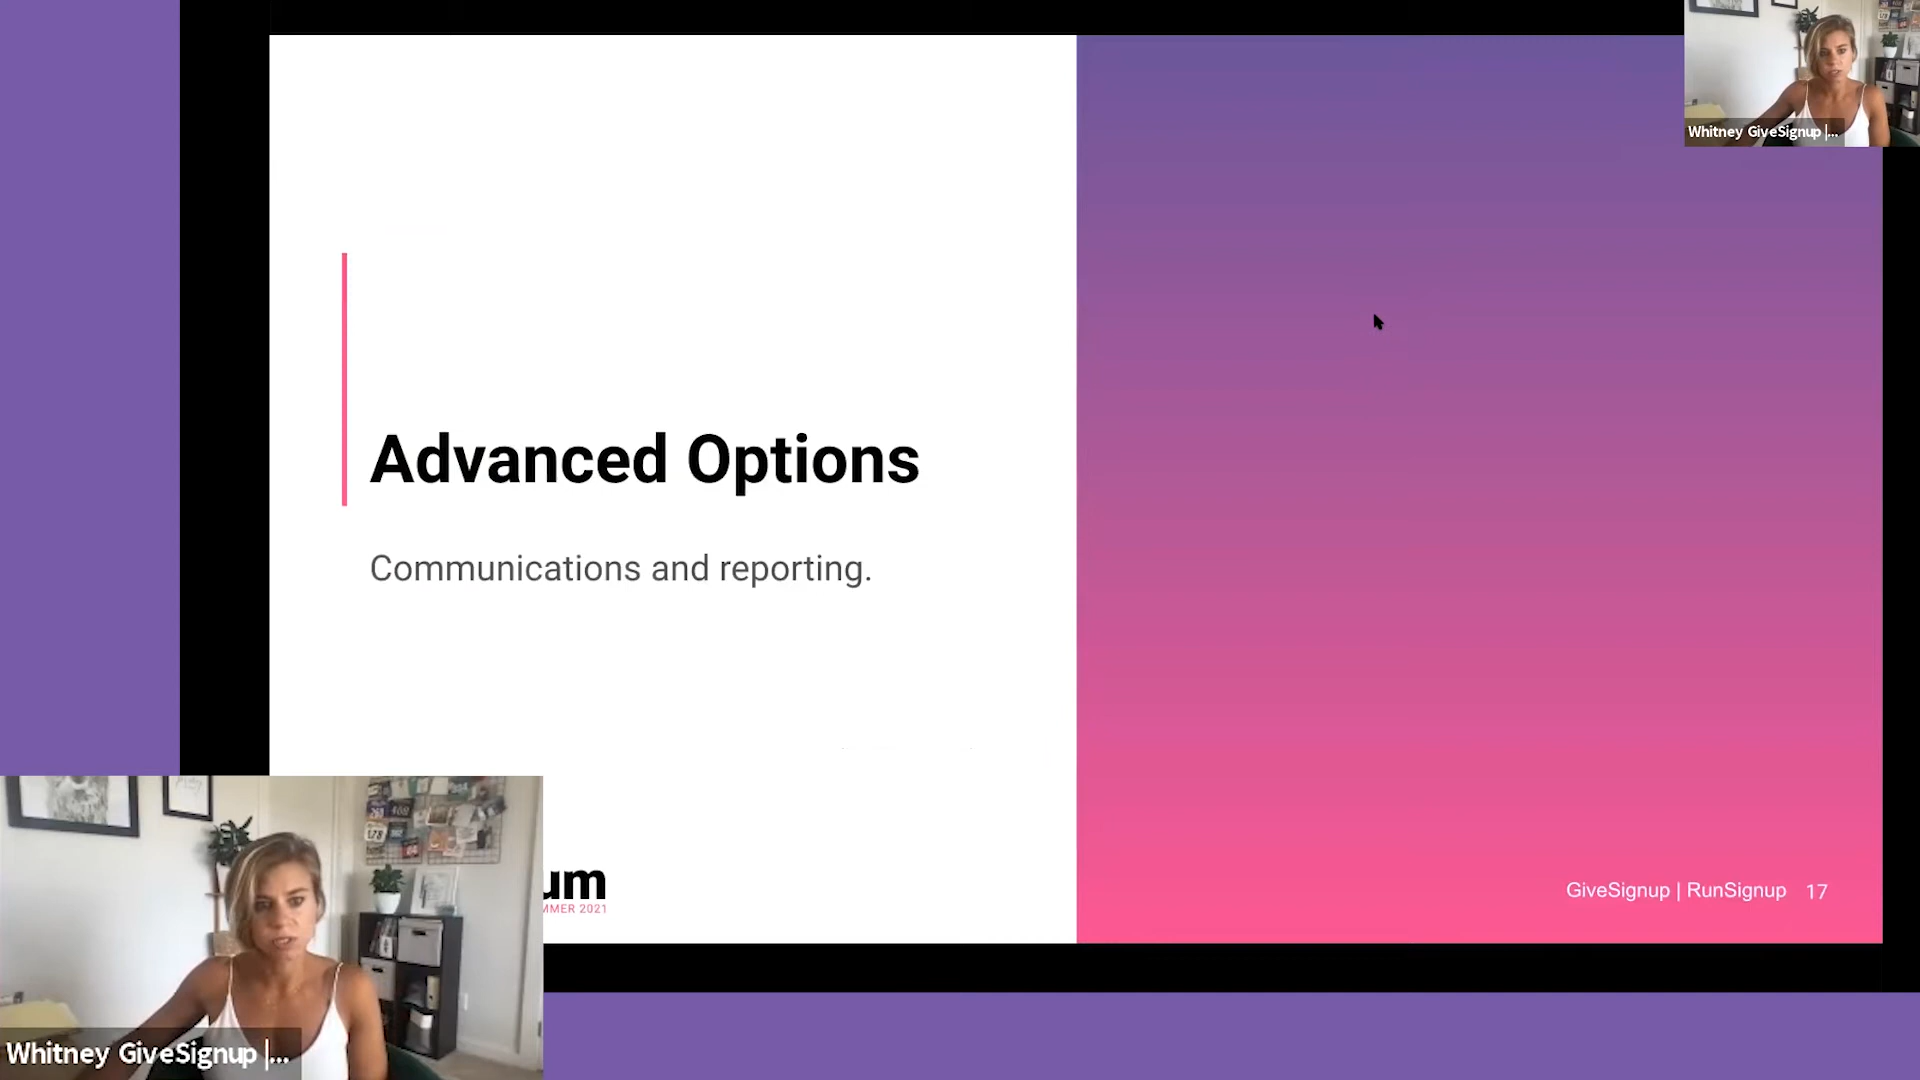 Whitney GiveSignup |...
Advanced Options
Communications and reporting.
um
MMER 2021
GiveSignup | RunSignup 17
Whitney GiveSignup |...